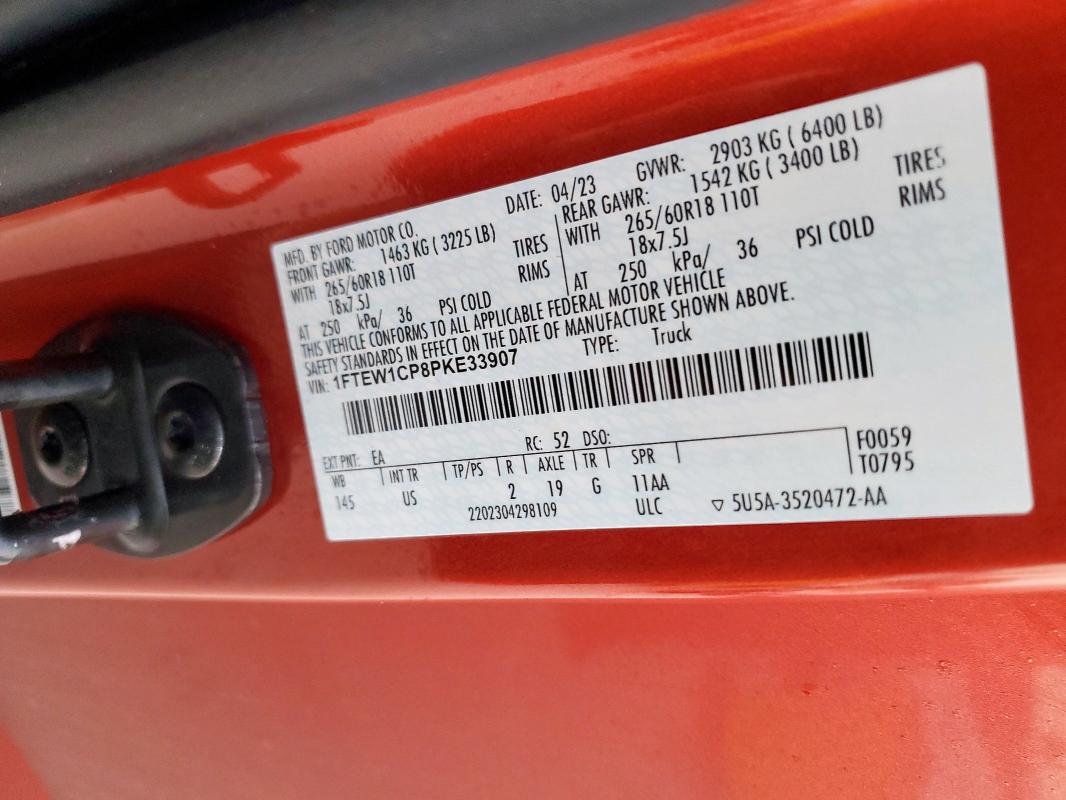 MFD. BY FORD MOTOR CO. DATE: 04/23 GVWR: 2903 KG ( 6400 LB)
FRONT GAWR: 1463 KG ( 3225 LB) REAR GAWR: 1542 KG ( 3400 LB)
WITH 265/60R18 110T TIRES WITH 265/60R18 110T TIRES
18x7.5J RIMS 18x7.5J RIMS
AT 250 kPa/ 36 PSI COLD AT 250 kPa/ 36 PSI COLD
THIS VEHICLE CONFORMS TO ALL APPLICABLE FEDERAL MOTOR VEHICLE
SAFETY STANDARDS IN EFFECT ON THE DATE OF MANUFACTURE SHOWN ABOVE.
VIN: 1FTEW1CP8PKE33907 TYPE: Truck
EXT PNT: EA RC: 52 DSO: F0059
WB INT TR TP/PS R AXLE TR SPR T0795
145 US 2 19 G 11AA
2202304298109 ULC ▽ 5U5A-3520472-AA